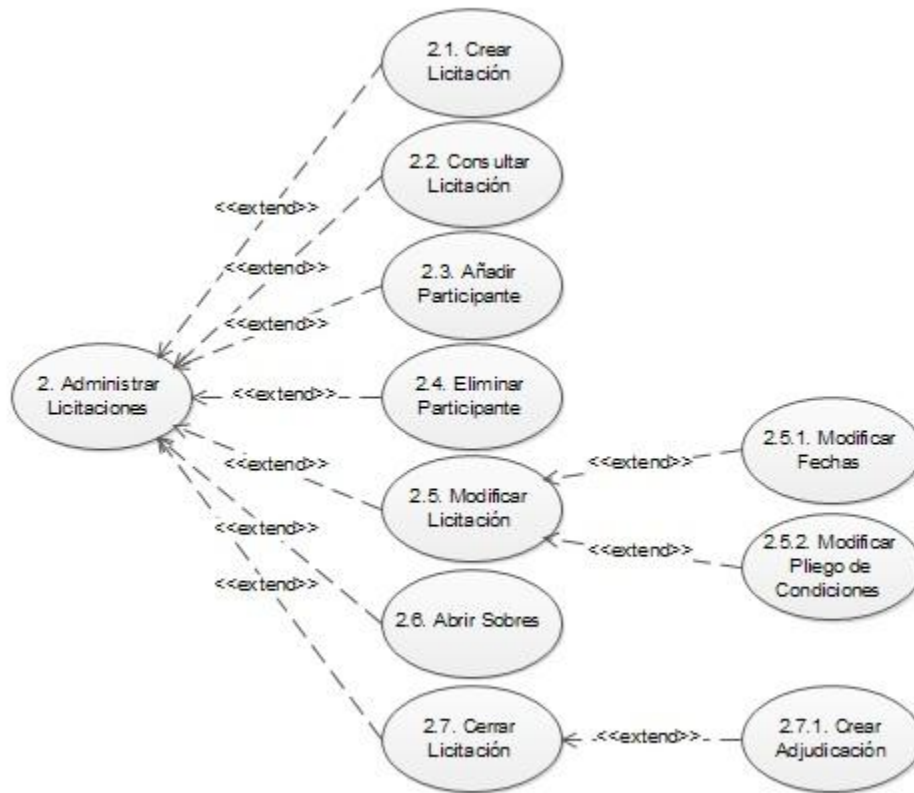 2.1. Crear
Licitación
2.2. Consultar
Licitación
<<extend>>
<<extend>>
2.3. Añadir
Participante
<<extend>>
2. Administrar
Licitaciones
<<extend>>
2.4. Eliminar
Participante
<<extend>>
2.5. Modificar
Licitación
<<extend>>
2.5.1. Modificar
Fechas
<<extend>>
2.5.2. Modificar
Pliego de
Condiciones
<<extend>>
<<extend>>
2.6. Abrir Sobres
2.7. Cerrar
Licitación
<<extend>>
2.7.1. Crear
Adjudicación